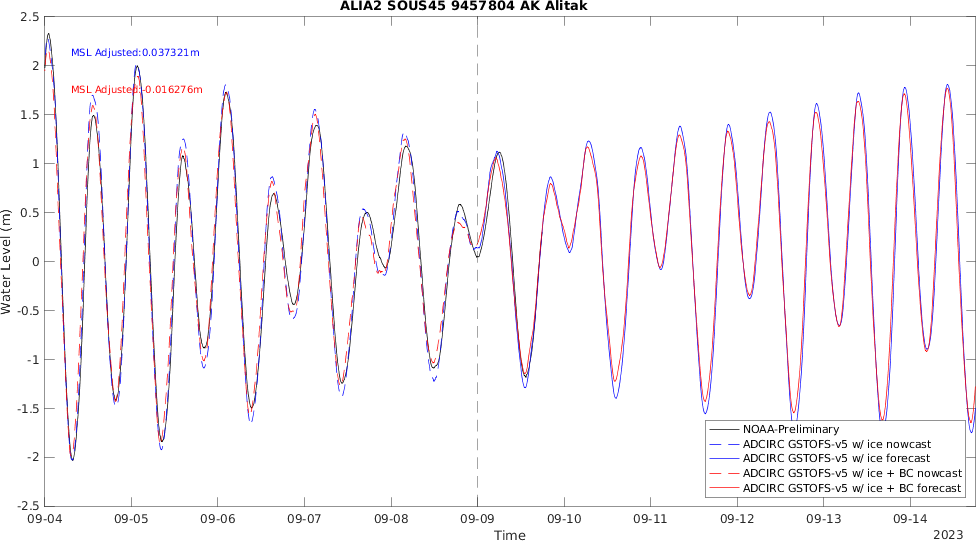 ALIA2 SOUS45 9457804 AK Alitak
2.5
2
1.5
1
0.5
0
-0.5
-1
-1.5
-2
-2.5
Water Level (m)
MSL Adjusted:0.037321m
MSL Adjusted:-0.016276m
NOAA-Preliminary
ADCIRC GSTOFS-v5 w/ ice nowcast
ADCIRC GSTOFS-v5 w/ ice forecast
ADCIRC GSTOFS-v5 w/ ice + BC nowcast
ADCIRC GSTOFS-v5 w/ ice + BC forecast
09-04 09-05 09-06 09-07 09-08 09-09 09-10 09-11 09-12 09-13 09-14
Time
2023